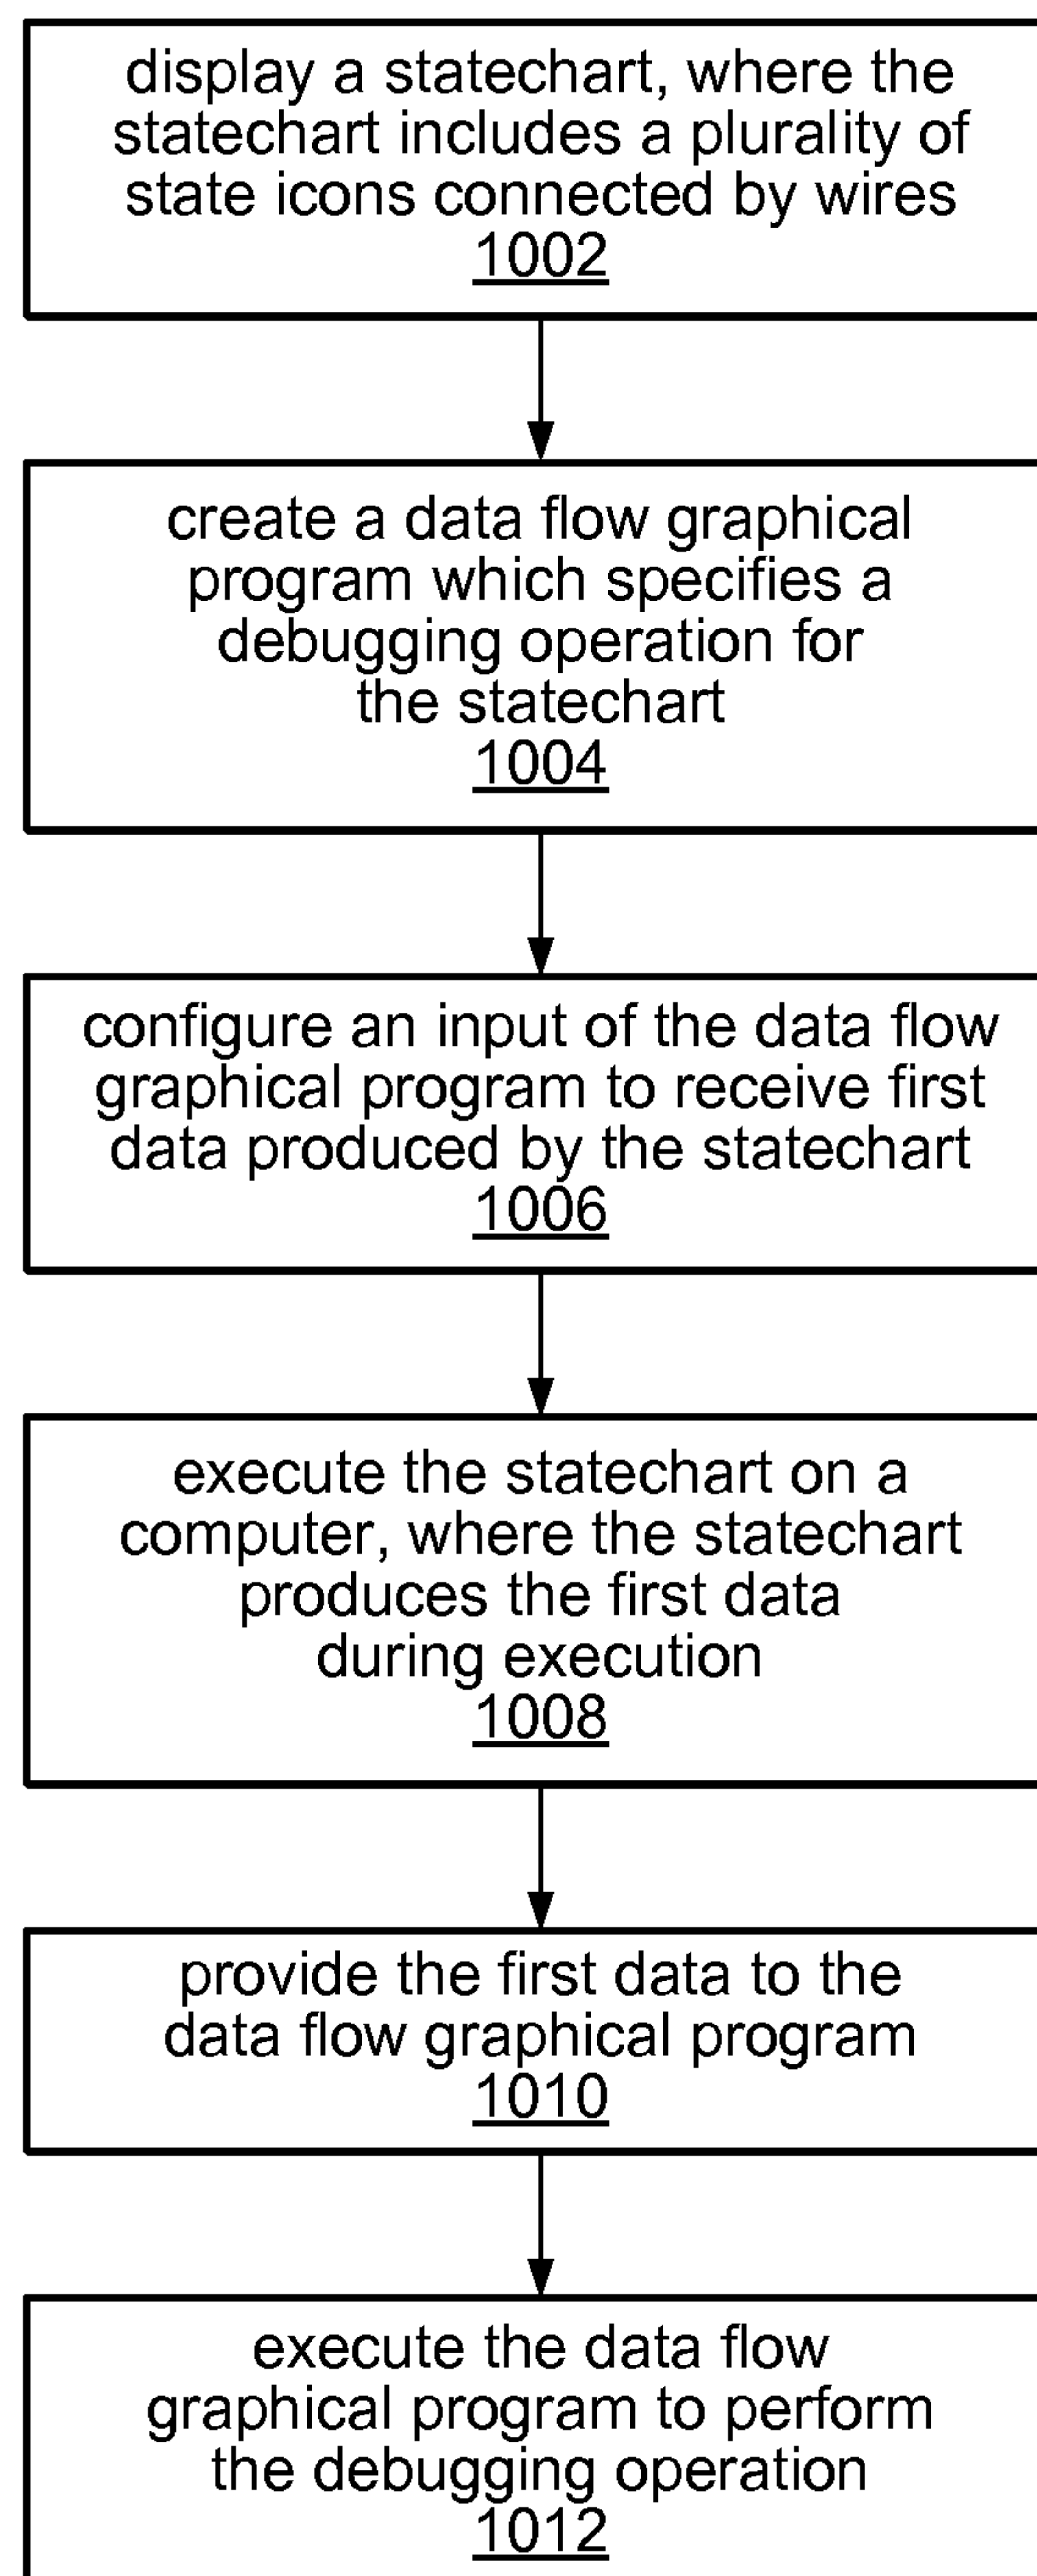 display a statechart, where the
statechart includes a plurality of
state icons connected by wires
1002
create a data flow graphical
program which specifies a
debugging operation for
the statechart
1004
configure an input of the data flow
graphical program to receive first
data produced by the statechart
1006
execute the statechart on a
computer, where the statechart
produces the first data
during execution
1008
provide the first data to the
data flow graphical program
1010
execute the data flow
graphical program to perform
the debugging operation
1012